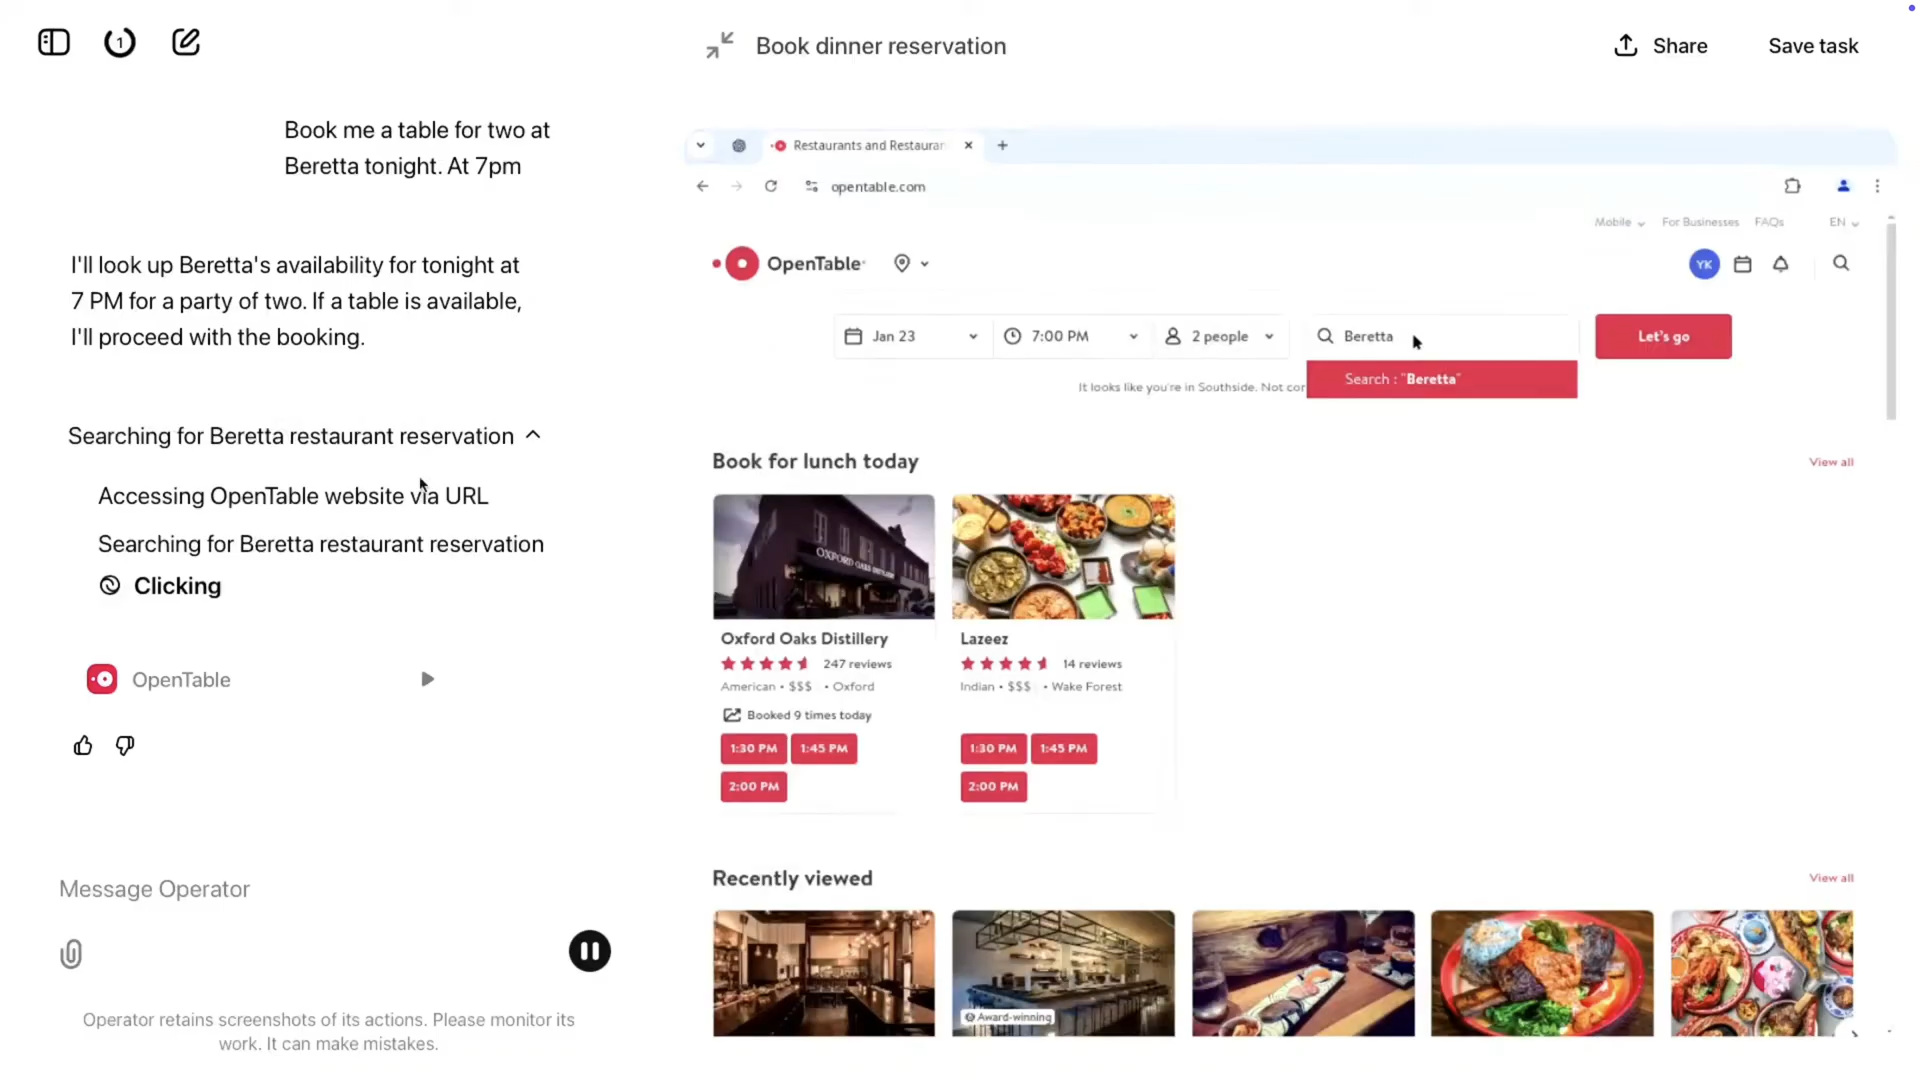 1
Book dinner reservation
Share
Save task
Book me a table for two at
Beretta tonight. At 7pm
I'll look up Beretta's availability for tonight at
7 PM for a party of two. If a table is available,
I'll proceed with the booking.
Searching for Beretta restaurant reservation
Accessing OpenTable website via URL
Searching for Beretta restaurant reservation
Clicking
OpenTable
Message Operator
Operator retains screenshots of its actions. Please monitor its
work. It can make mistakes.
Restaurants and Restauran
opentable.com
Mobile
For Businesses
FAQs
EN
OpenTable
YK
Jan 23
7:00 PM
2 people
Beretta
Let's go
Search : "Beretta"
It looks like you're in Southside. Not cor
Book for lunch today
View all
OXFORD OAKS DISTILLERY
Oxford Oaks Distillery
247 reviews
American • $$$ • Oxford
Booked 9 times today
1:30 PM
1:45 PM
2:00 PM
Lazeez
14 reviews
Indian • $$$ • Wake Forest
1:30 PM
1:45 PM
2:00 PM
Recently viewed
View all
Award-winning